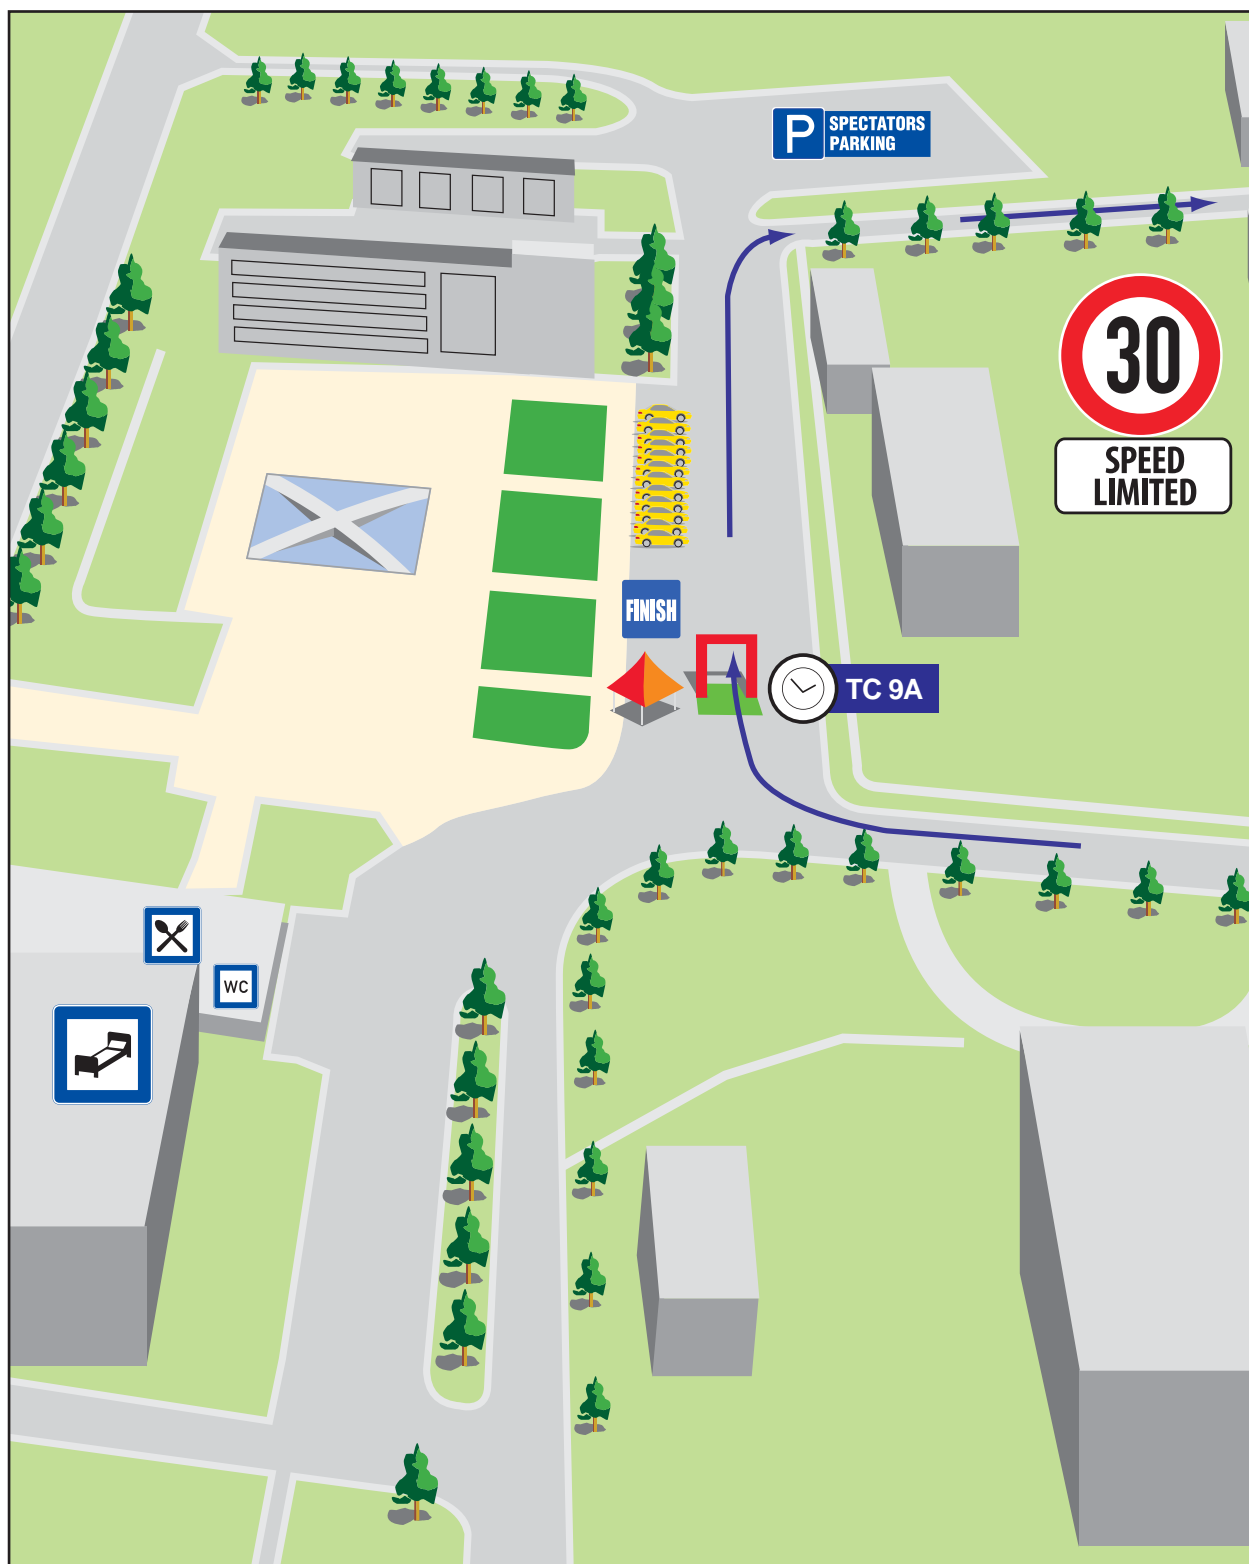 P
SPECTATORS
PARKING
30
SPEED
LIMITED
FINISH
TC 9A
WC